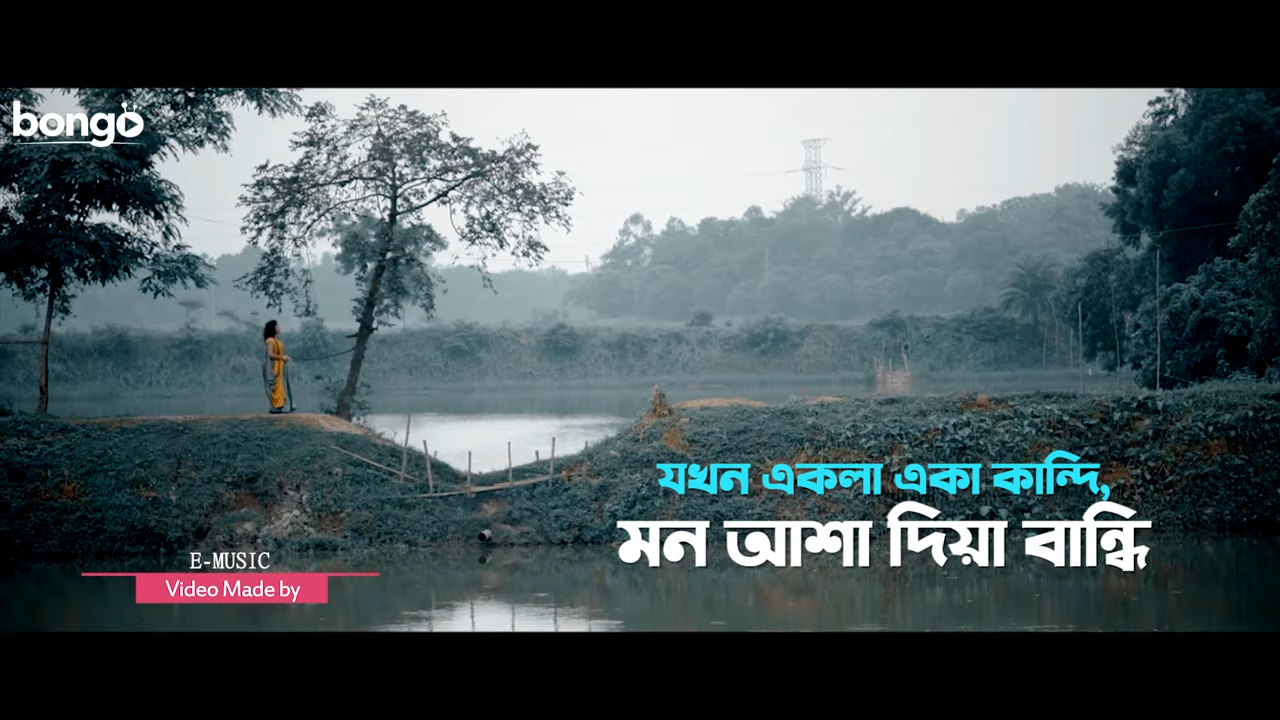 bongo
যখন একলা একা কান্দি,
মন আশা দিয়া বান্ধি
E-MUSIC
Video Made by